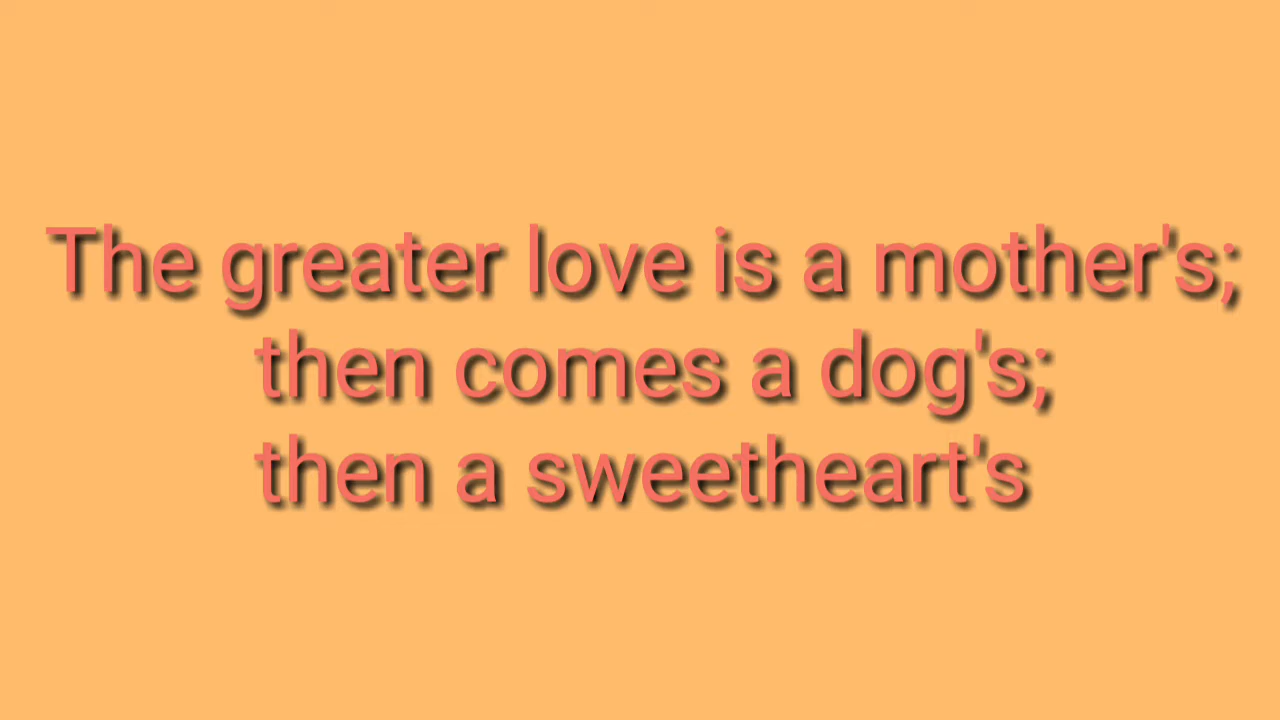 The greater love is a mother's;
then comes a dog's;
then a sweetheart's